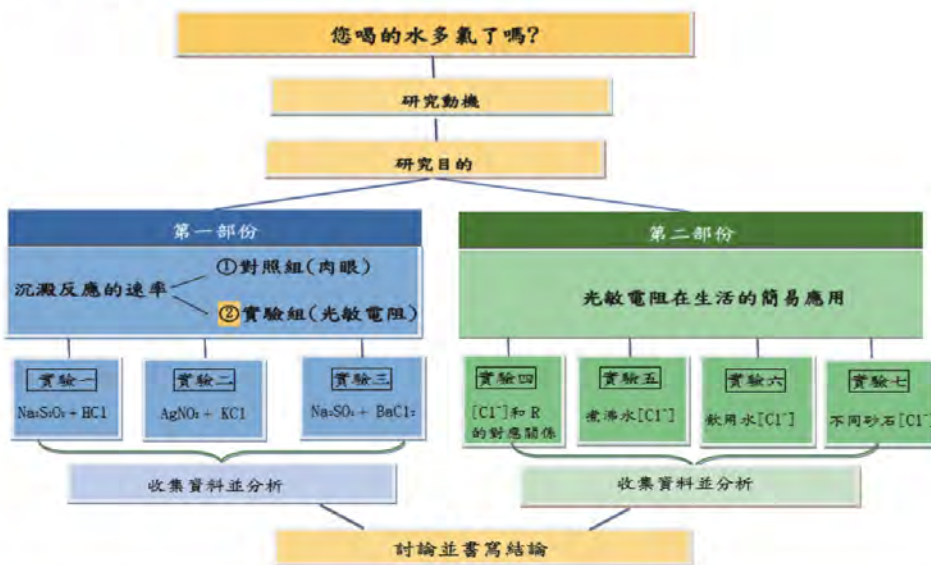 您喝的水多氯了嗎?
研究動機
研究目的
第一部份
沉澱反應的速率
①對照組(肉眼)
②實驗組(光敏電阻)
實驗一
Na₂S₂O₃+HCl
實驗二
AgNO₃+ KCl
實驗三
Na₂SO₄+ BaCl₂
收集資料並分析
第二部份
光敏電阻在生活的簡易應用
實驗四
[Cl⁻]和 R
的對應關係
實驗五
煮沸水[Cl⁻]
實驗六
飲用水[Cl⁻]
實驗七
不同砂石[Cl⁻]
收集資料並分析
討論並書寫結論